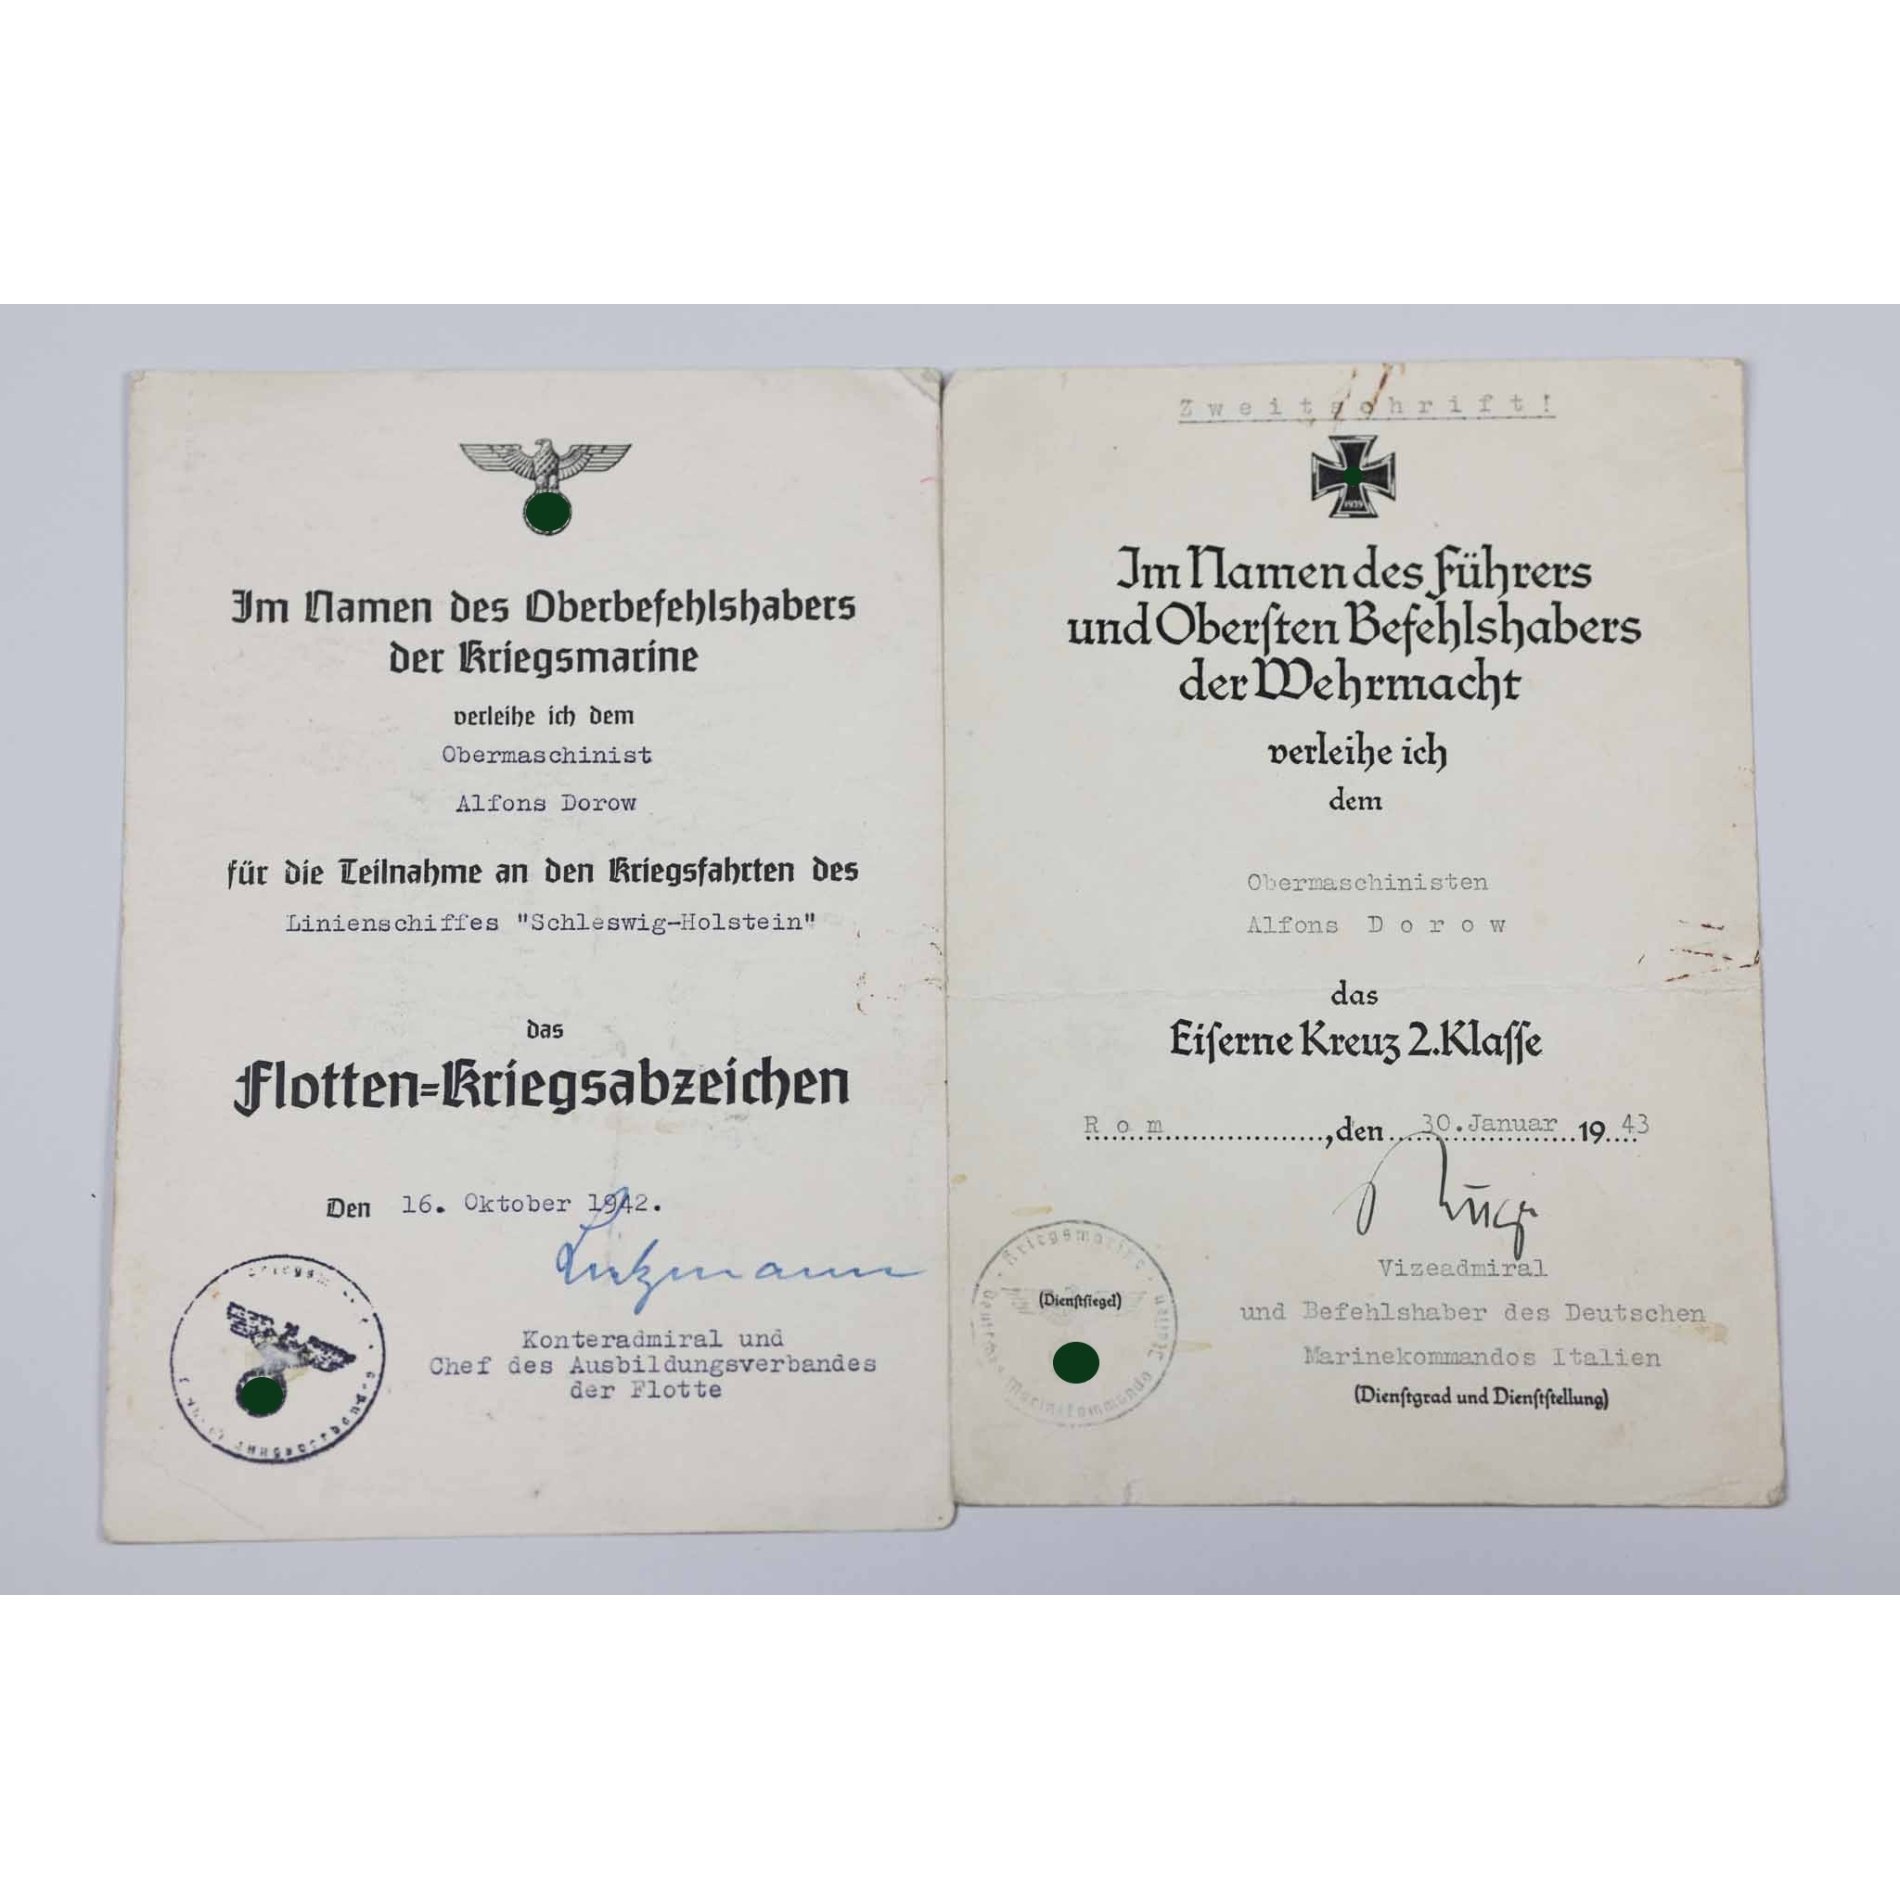 Im Namen des Oberbefehlshabers
der Kriegsmarine
verleihe ich dem
Obermaschinist
Alfons Dorow
für die Teilnahme an den Kriegsfahrten des
Linienschiffes "Schleswig-Holstein"
das
Flotten=Kriegsabzeichen
Den 16. Oktober 1942.
Konteradmiral und
Chef des Ausbildungsverbandes
der Flotte
Zweitschrift!
1939
Im Namen des Führers
und Oberſten Befehlshabers
der Wehrmacht
verleihe ich
dem
Obermaschinisten
Alfons Dorow
das
Eiſerne Kreuz 2. Klaſſe
Rom, den 30. Januar 1943
Ruge
Kriegsmarine
(Dienſtſiegel)
Vizeadmiral
und Befehlshaber des Deutschen
Marinekommandos Italien
(Dienſtgrad und Dienſtſtellung)